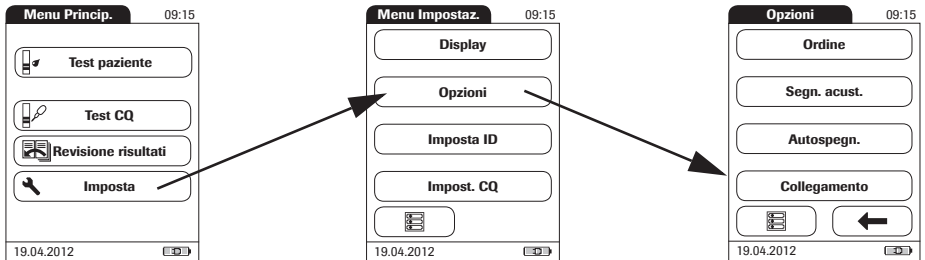 Menu Princip. 09:15
Test paziente
Test CQ
Revisione risultati
Imposta
19.04.2012
Menu Impostaz. 09:15
Display
Opzioni
Imposta ID
Impost. CQ
19.04.2012
Opzioni 09:15
Ordine
Segn. acust.
Autospegn.
Collegamento
19.04.2012